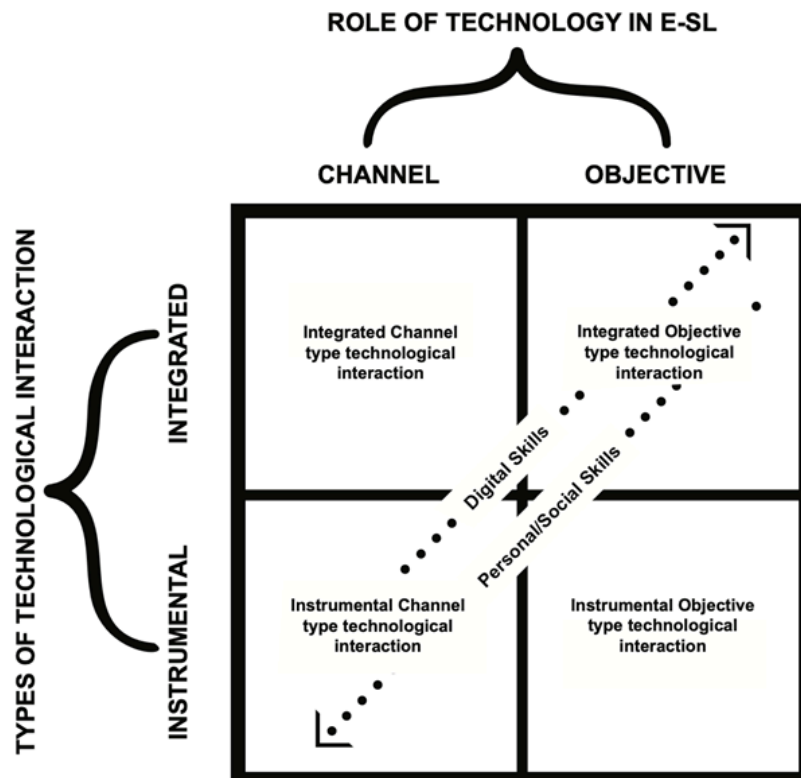 ROLE OF TECHNOLOGY IN E-SL
CHANNEL
OBJECTIVE
TYPES OF TECHNOLOGICAL INTERACTION
INTEGRATED
INSTRUMENTAL
Integrated Channel
type technological
interaction
Integrated Objective
type technological
interaction
Digital Skills
Personal/Social Skills
Instrumental Channel
type technological
interaction
Instrumental Objective
type technological
interaction